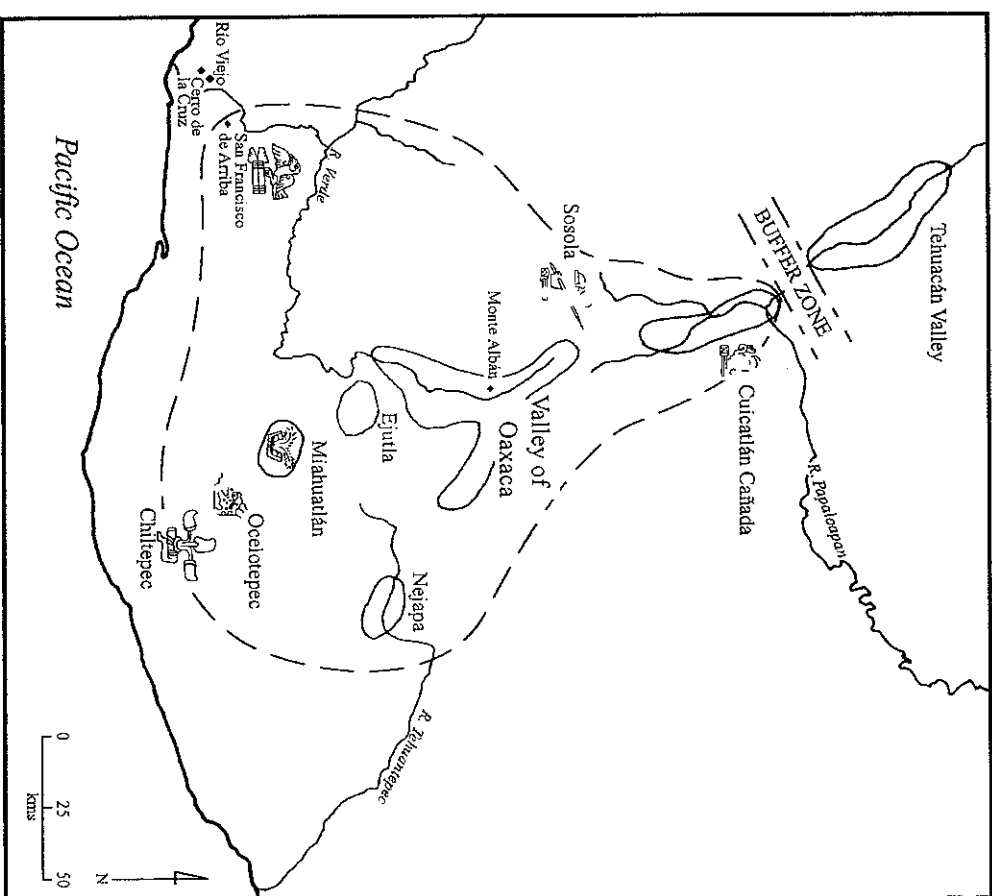 Tehuacán Valley
BUFFER ZONE
Cuicatlán Cañada
R. Papaloapan
Sosola
Monte Albán
Valley of
Oaxaca
Ejutla
Miahuatlán
Ocelotepec
Chiltepec
Nejapa
R. Tehuantepec
R. Verde
San Francisco
de Arriba
Río Viejo
Cerro de
la Cruz
Pacific Ocean
0 25 50
kms
N